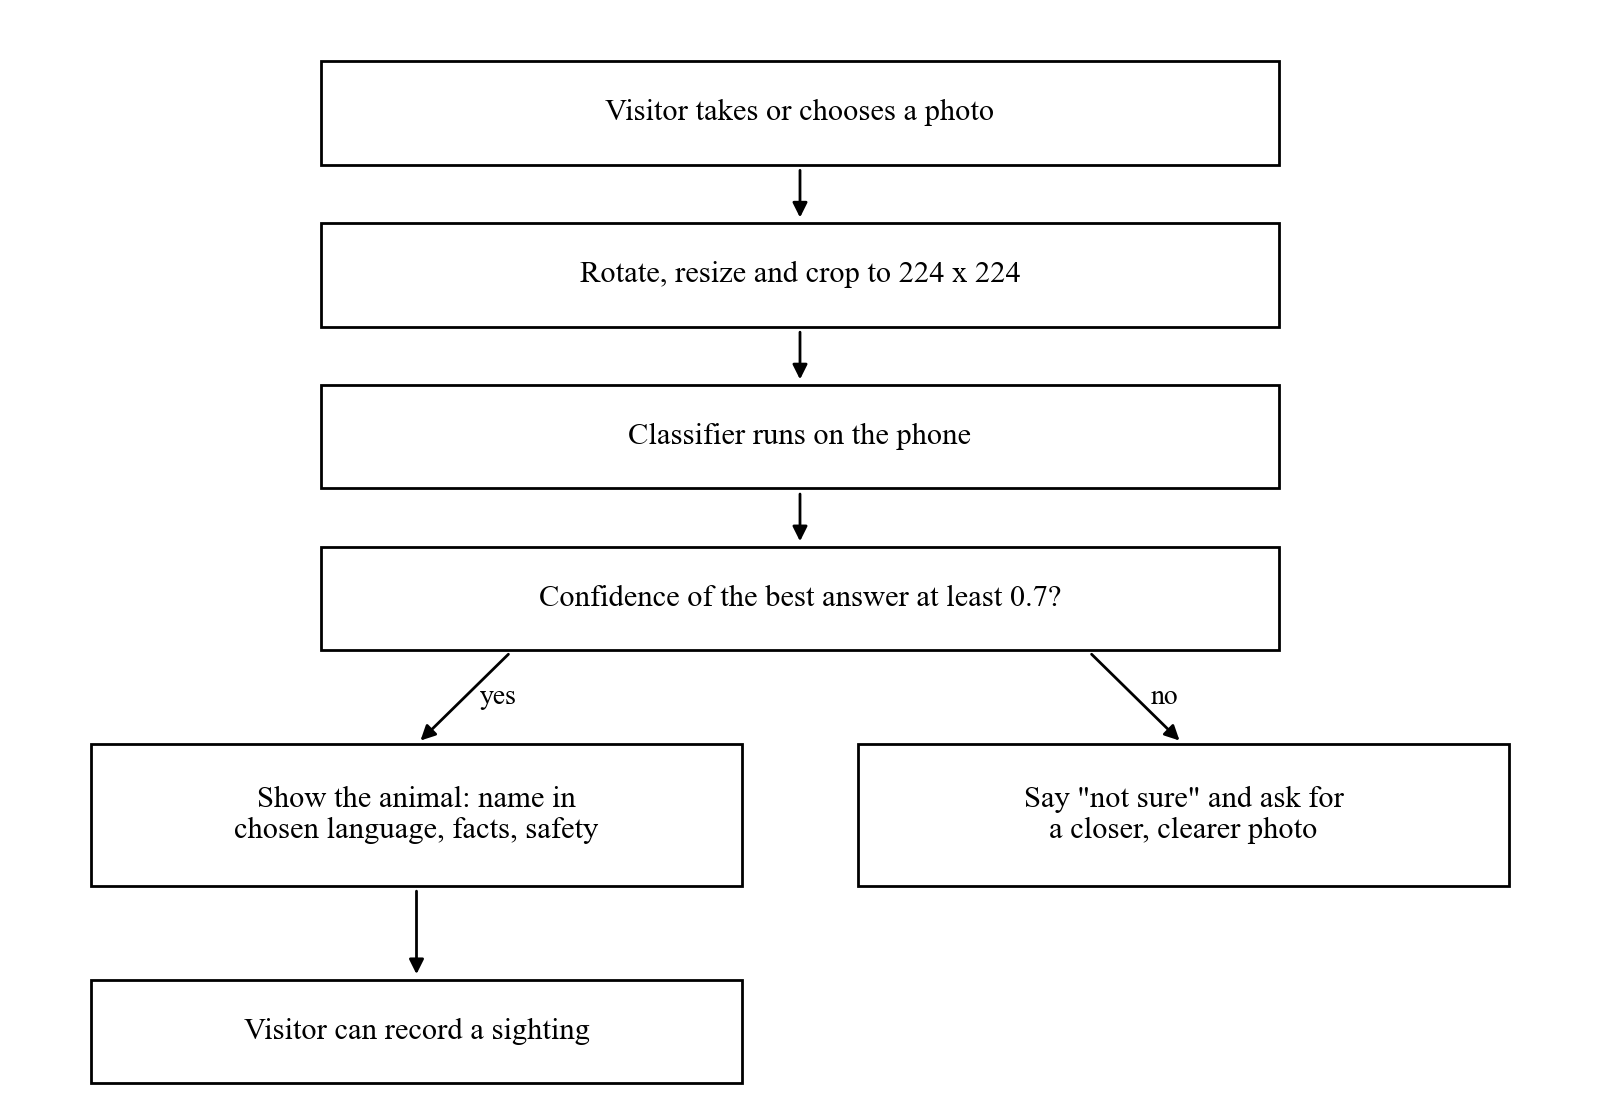 Visitor takes or chooses a photo
Rotate, resize and crop to 224 x 224
Classifier runs on the phone
Confidence of the best answer at least 0.7?
yes
no
Show the animal: name in
chosen language, facts, safety
Say "not sure" and ask for
a closer, clearer photo
Visitor can record a sighting